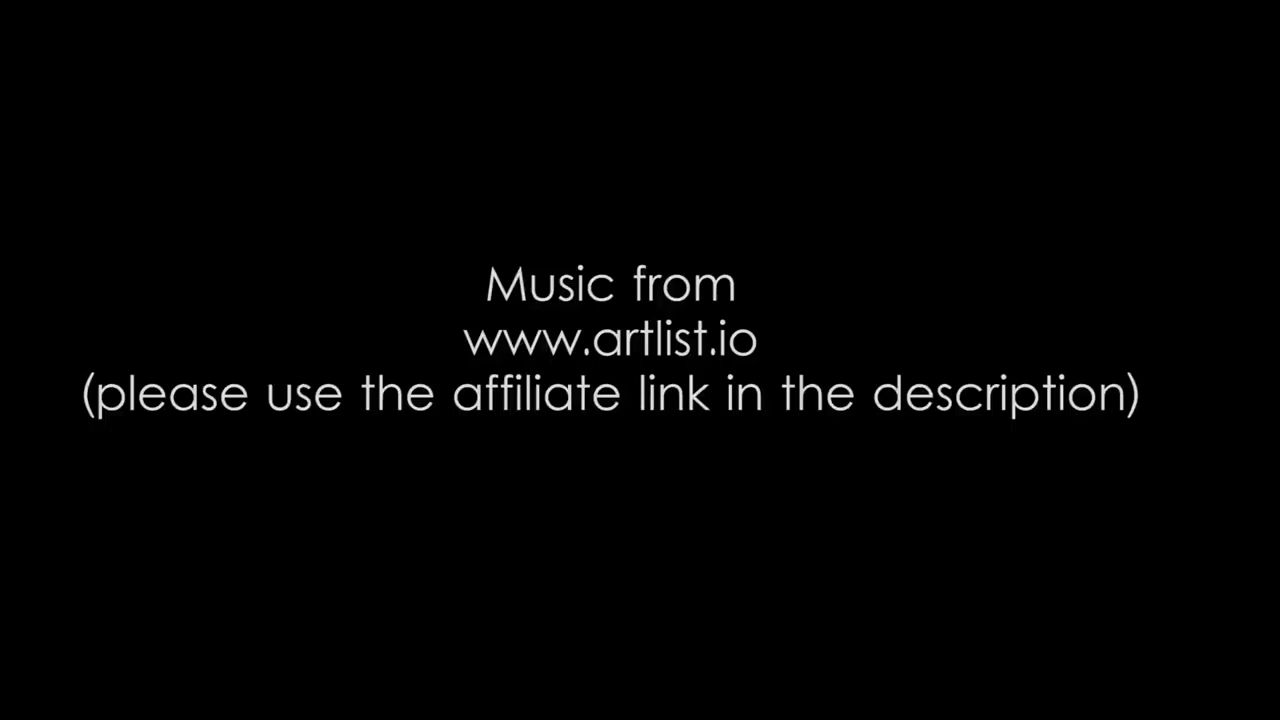 Music from
www.artlist.io
(please use the affiliate link in the description)